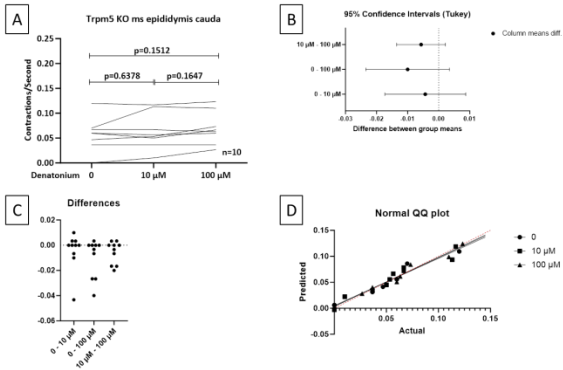 A
Trpm5 KO ms epididymis cauda
Contractions/Second
0.25
0.20
0.15
0.10
0.05
0.00
p=0.1512
p=0.6378
p=0.1647
n=10
Denatonium
0
10 µM
100 µM
B
95% Confidence Intervals (Tukey)
10 µM - 100 µM
0 - 100 µM
0 - 10 µM
-0.03
-0.02
-0.01
0.00
0.01
Difference between group means
Column means diff.
C
Differences
0.02
0.00
-0.02
-0.04
-0.06
0 - 10 µM
0 - 100 µM
10 µM - 100 µM
D
Normal QQ plot
Predicted
0.15
0.10
0.05
0.00
-0.05
0.05
0.10
0.15
Actual
0
10 µM
100 µM